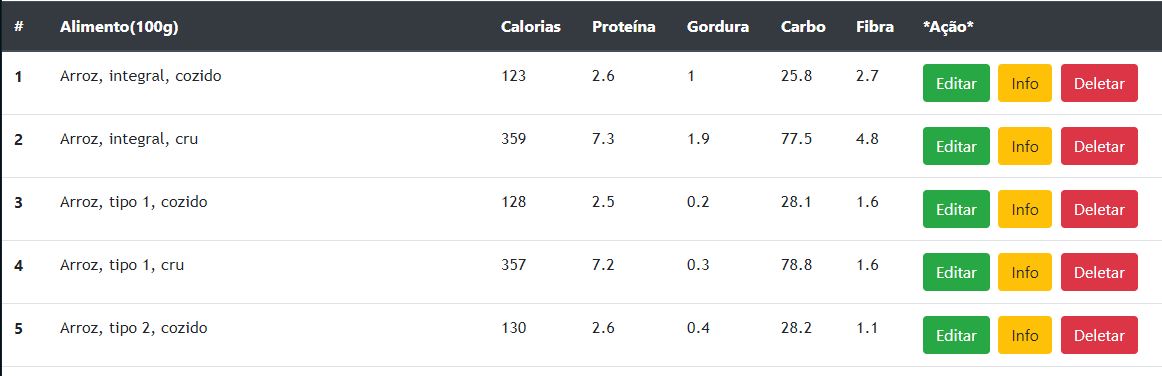 # Alimento(100g) Calorias Proteína Gordura Carbo Fibra *Ação*
1 Arroz, integral, cozido 123 2.6 1 25.8 2.7 Editar Info Deletar
2 Arroz, integral, cru 359 7.3 1.9 77.5 4.8 Editar Info Deletar
3 Arroz, tipo 1, cozido 128 2.5 0.2 28.1 1.6 Editar Info Deletar
4 Arroz, tipo 1, cru 357 7.2 0.3 78.8 1.6 Editar Info Deletar
5 Arroz, tipo 2, cozido 130 2.6 0.4 28.2 1.1 Editar Info Deletar